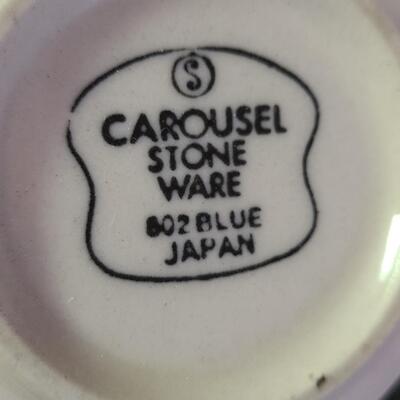 S
CAROUSEL
STONE
WARE
802 BLUE
JAPAN